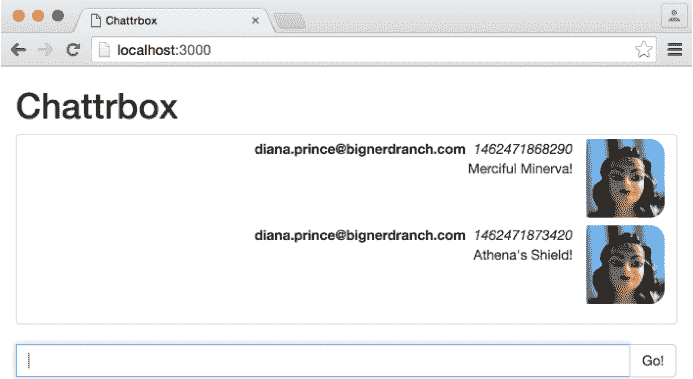 Chattrbox
localhost:3000
Chattrbox
diana.prince@bignerdranch.com 1462471868290
Merciful Minerva!
diana.prince@bignerdranch.com 1462471873420
Athena's Shield!
Go!